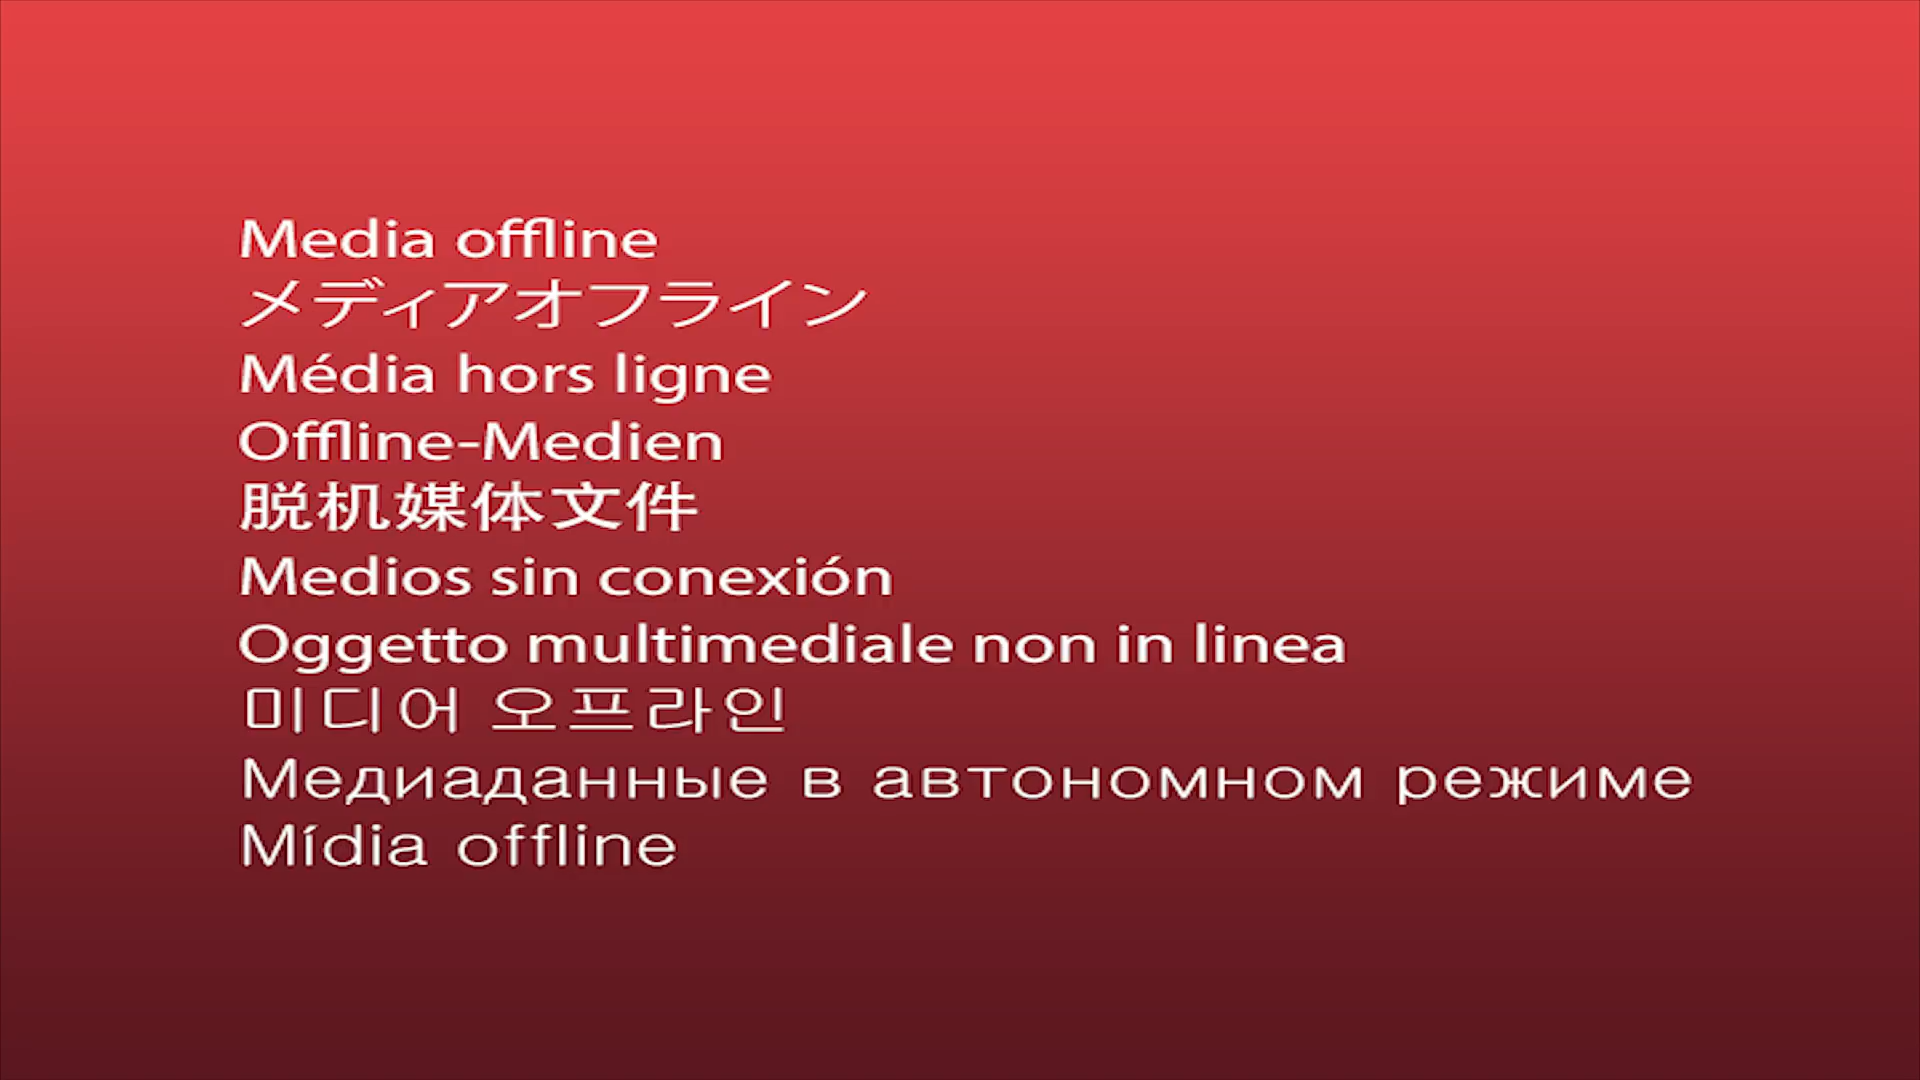 Media offline
メディアオフライン
Média hors ligne
Offline-Medien
脱机媒体文件
Medios sin conexión
Oggetto multimediale non in linea
미디어 오프라인
Медиаданные в автономном режиме
Mídia offline